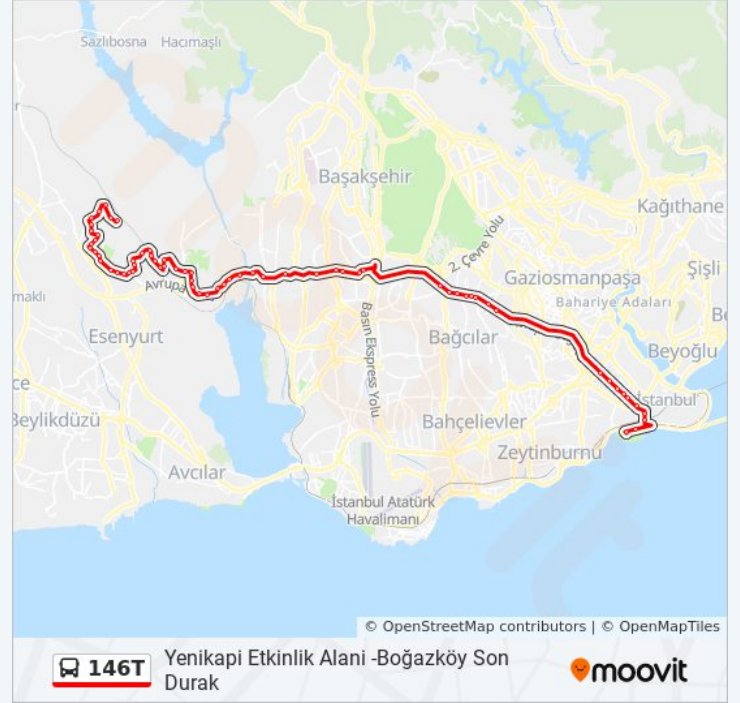 Sazlıbosna
Hacımaşlı
Başakşehir
Kağıthane
2. Çevre Yolu
Gaziosmanpaşa
Şişli
maklı
Avrupa
Bahariye Adaları
Be
Esenyurt
Basın Ekspress Yolu
Bağcılar
Beyoğlu
ce
İstanbul
Beylikdüzü
Bahçelievler
Zeytinburnu
Avcılar
İstanbul Atatürk
Havalimanı
© OpenStreetMap contributors | © OpenMapTiles
146T
Yenikapi Etkinlik Alani -Boğazköy Son
Durak
moovit